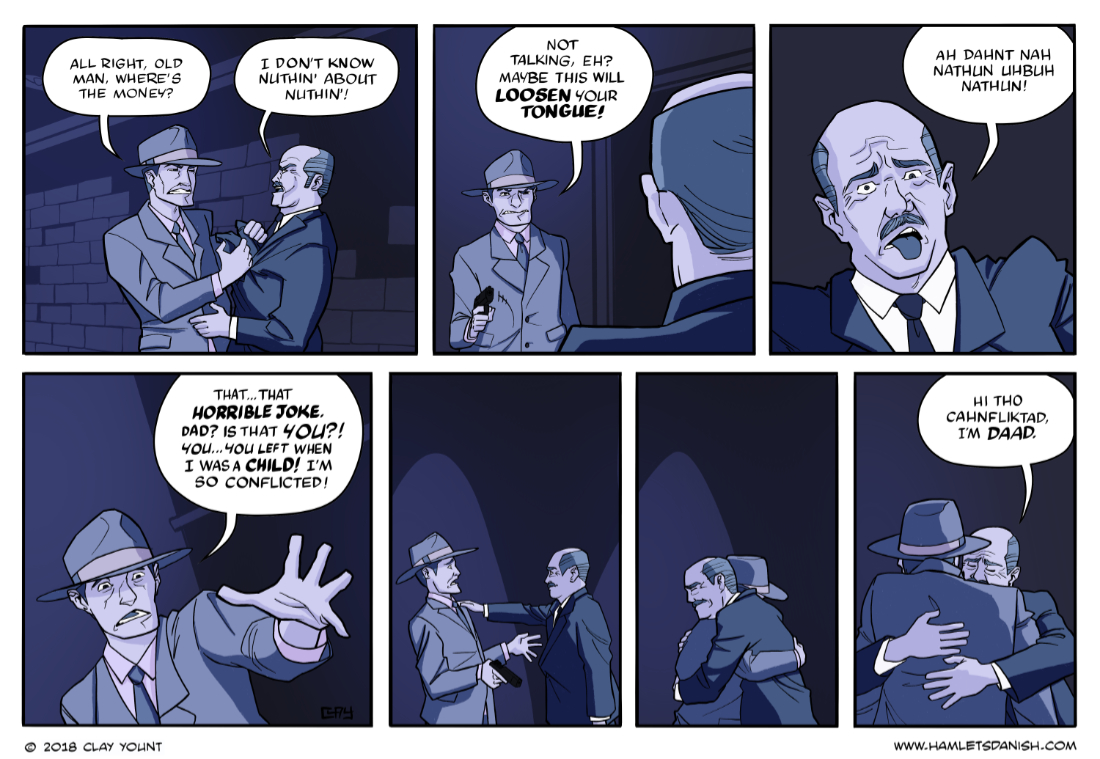 ALL RIGHT, OLD
MAN, WHERE'S
THE MONEY?
I DON'T KNOW
NUTHIN' ABOUT
NUTHIN'!
NOT
TALKING, EH?
MAYBE THIS WILL
LOOSEN YOUR
TONGUE!
AH DAHNT NAH
NATHUN UHBUH
NATHUN!
THAT...THAT
HORRIBLE JOKE.
DAD? IS THAT YOU?!
YOU...YOU LEFT WHEN
I WAS A CHILD! I'M
SO CONFLICTED!
HI THO
CAHNFLIKTAD,
I'M DAAD.
CLAY
© 2018 CLAY YOUNT
WWW.HAMLETSDANISH.COM